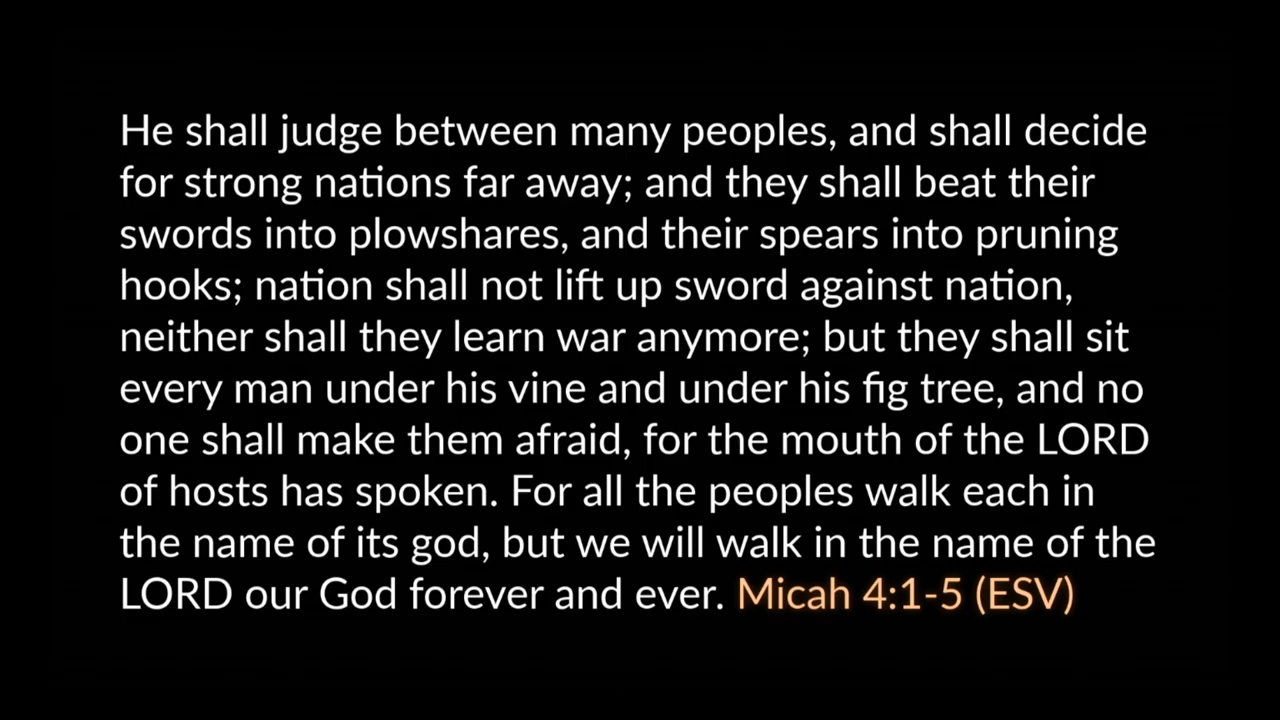 He shall judge between many peoples, and shall decide
for strong nations far away; and they shall beat their
swords into plowshares, and their spears into pruning
hooks; nation shall not lift up sword against nation,
neither shall they learn war anymore; but they shall sit
every man under his vine and under his fig tree, and no
one shall make them afraid, for the mouth of the LORD
of hosts has spoken. For all the peoples walk each in
the name of its god, but we will walk in the name of the
LORD our God forever and ever. Micah 4:1-5 (ESV)